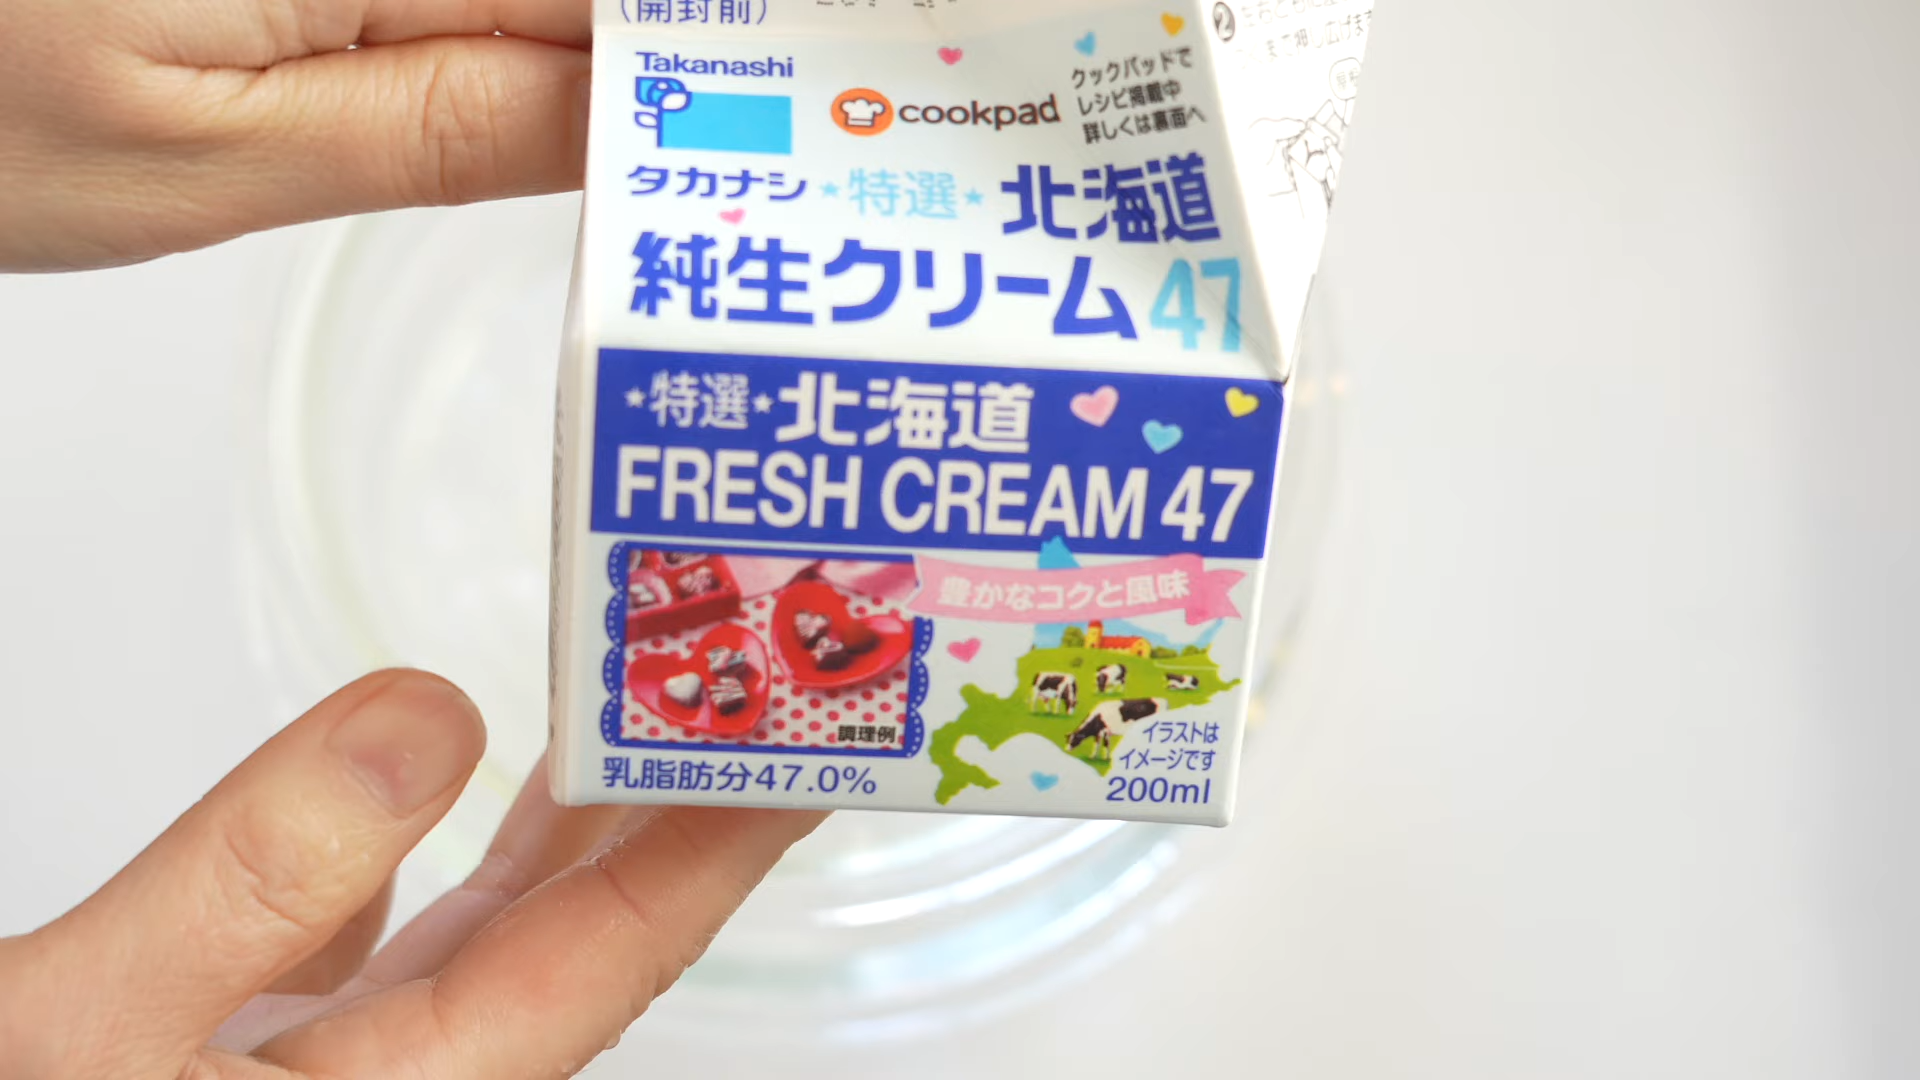 （開封前）
Takanashi
cookpad
クックパッドで
レシピ掲載中
詳しくは裏面へ
タカナシ★特選★北海道
純生クリーム47
★特選★北海道
FRESH CREAM 47
豊かなコクと風味
調理例
イラストは
イメージです
乳脂肪分47.0%
200ml
2